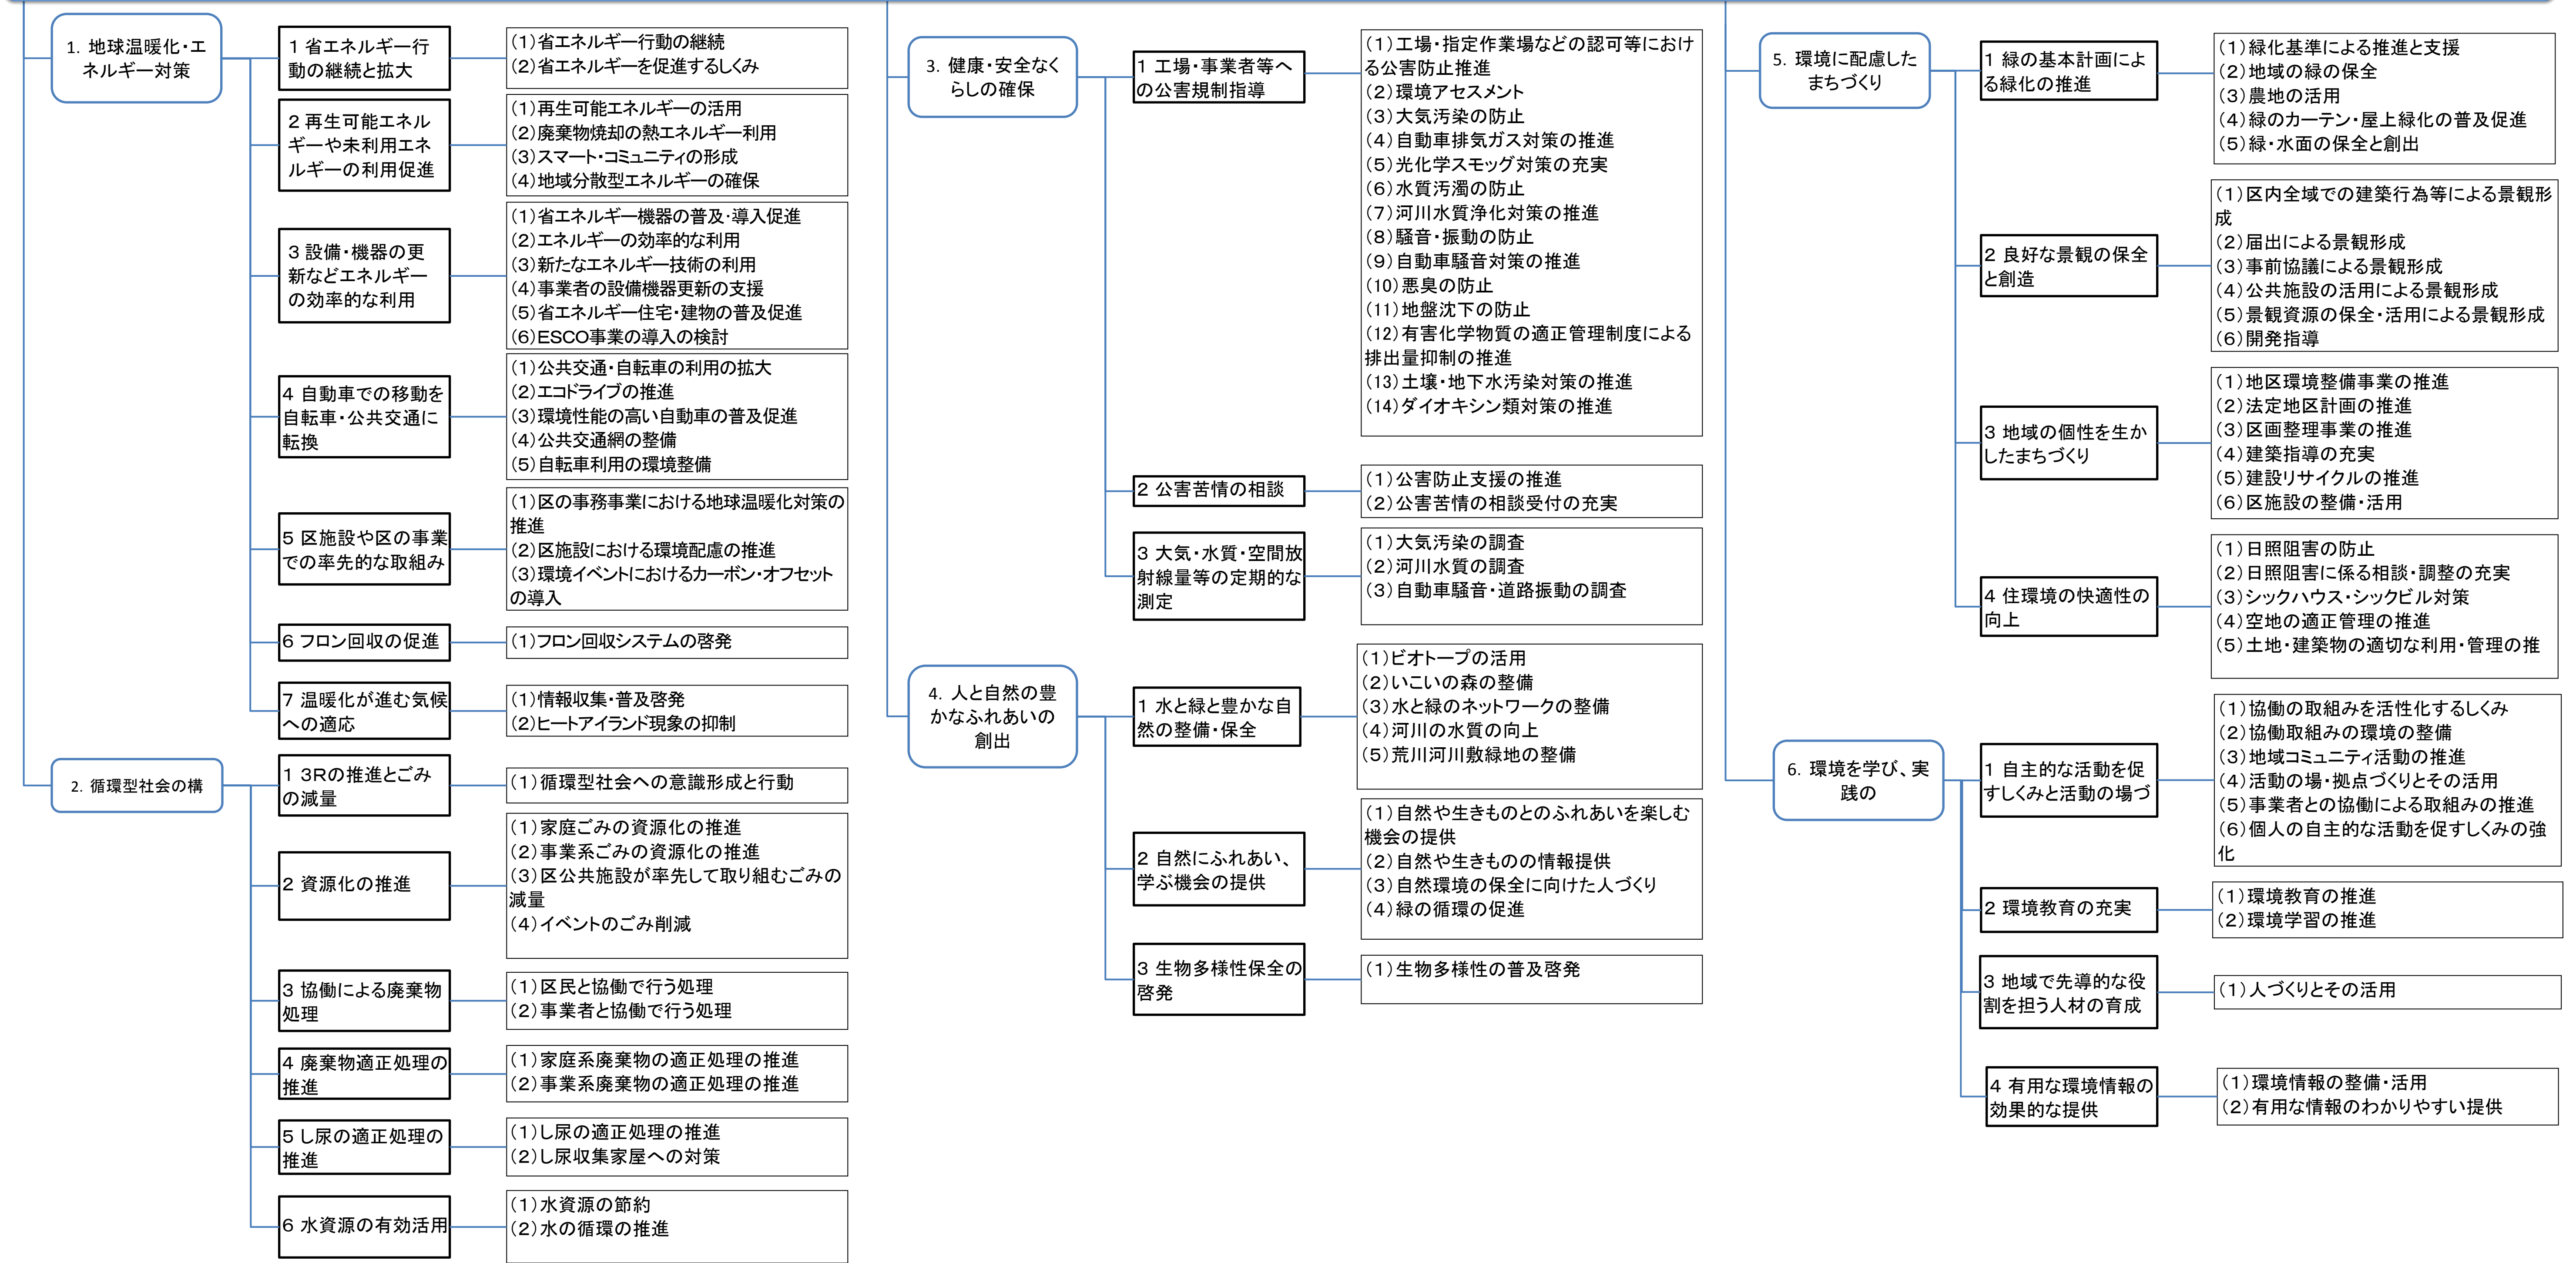 1. 地球温暖化・エ
ネルギー対策
1 省エネルギー行
動の継続と拡大
(1)省エネルギー行動の継続
(2)省エネルギーを促進するしくみ
2 再生可能エネル
ギーや未利用エネ
ルギーの利用促進
(1)再生可能エネルギーの活用
(2)廃棄物焼却の熱エネルギー利用
(3)スマート・コミュニティの形成
(4)地域分散型エネルギーの確保
3 設備・機器の更
新などエネルギー
の効率的な利用
(1)省エネルギー機器の普及・導入促進
(2)エネルギーの効率的な利用
(3)新たなエネルギー技術の利用
(4)事業者の設備機器更新の支援
(5)省エネルギー住宅・建物の普及促進
(6)ESCO事業の導入の検討
4 自動車での移動を
自転車・公共交通に
転換
(1)公共交通・自転車の利用の拡大
(2)エコドライブの推進
(3)環境性能の高い自動車の普及促進
(4)公共交通網の整備
(5)自転車利用の環境整備
5 区施設や区の事業
での率先的な取組み
(1)区の事務事業における地球温暖化対策の
推進
(2)区施設における環境配慮の推進
(3)環境イベントにおけるカーボン・オフセット
の導入
6 フロン回収の促進
(1)フロン回収システムの啓発
7 温暖化が進む気候
への適応
(1)情報収集・普及啓発
(2)ヒートアイランド現象の抑制
2. 循環型社会の構
1 3Rの推進とごみ
の減量
(1)循環型社会への意識形成と行動
2 資源化の推進
(1)家庭ごみの資源化の推進
(2)事業系ごみの資源化の推進
(3)区公共施設が率先して取り組むごみの
減量
(4)イベントのごみ削減
3 協働による廃棄物
処理
(1)区民と協働で行う処理
(2)事業者と協働で行う処理
4 廃棄物適正処理の
推進
(1)家庭系廃棄物の適正処理の推進
(2)事業系廃棄物の適正処理の推進
5 し尿の適正処理の
推進
(1)し尿の適正処理の推進
(2)し尿収集家屋への対策
6 水資源の有効活用
(1)水資源の節約
(2)水の循環の推進
3. 健康・安全なく
らしの確保
1 工場・事業者等へ
の公害規制指導
(1)工場・指定作業場などの認可等におけ
る公害防止推進
(2)環境アセスメント
(3)大気汚染の防止
(4)自動車排気ガス対策の推進
(5)光化学スモッグ対策の充実
(6)水質汚濁の防止
(7)河川水質浄化対策の推進
(8)騒音・振動の防止
(9)自動車騒音対策の推進
(10)悪臭の防止
(11)地盤沈下の防止
(12)有害化学物質の適正管理制度による
排出量抑制の推進
(13)土壌・地下水汚染対策の推進
(14)ダイオキシン類対策の推進
2 公害苦情の相談
(1)公害防止支援の推進
(2)公害苦情の相談受付の充実
3 大気・水質・空間放
射線量等の定期的な
測定
(1)大気汚染の調査
(2)河川水質の調査
(3)自動車騒音・道路振動の調査
4. 人と自然の豊
かなふれあいの
創出
1 水と緑と豊かな自
然の整備・保全
(1)ビオトープの活用
(2)いこいの森の整備
(3)水と緑のネットワークの整備
(4)河川の水質の向上
(5)荒川河川敷緑地の整備
2 自然にふれあい、
学ぶ機会の提供
(1)自然や生きものとのふれあいを楽しむ
機会の提供
(2)自然や生きものの情報提供
(3)自然環境の保全に向けた人づくり
(4)緑の循環の促進
3 生物多様性保全の
啓発
(1)生物多様性の普及啓発
5. 環境に配慮した
まちづくり
1 緑の基本計画によ
る緑化の推進
(1)緑化基準による推進と支援
(2)地域の緑の保全
(3)農地の活用
(4)緑のカーテン・屋上緑化の普及促進
(5)緑・水面の保全と創出
2 良好な景観の保全
と創造
(1)区内全域での建築行為等による景観形
成
(2)届出による景観形成
(3)事前協議による景観形成
(4)公共施設の活用による景観形成
(5)景観資源の保全・活用による景観形成
(6)開発指導
3 地域の個性を生か
したまちづくり
(1)地区環境整備事業の推進
(2)法定地区計画の推進
(3)区画整理事業の推進
(4)建築指導の充実
(5)建設リサイクルの推進
(6)区施設の整備・活用
4 住環境の快適性の
向上
(1)日照阻害の防止
(2)日照阻害に係る相談・調整の充実
(3)シックハウス・シックビル対策
(4)空地の適正管理の推進
(5)土地・建築物の適切な利用・管理の推
6. 環境を学び、実
践の
1 自主的な活動を促
すしくみと活動の場づ
(1)協働の取組みを活性化するしくみ
(2)協働取組みの環境の整備
(3)地域コミュニティ活動の推進
(4)活動の場・拠点づくりとその活用
(5)事業者との協働による取組みの推進
(6)個人の自主的な活動を促すしくみの強
化
2 環境教育の充実
(1)環境教育の推進
(2)環境学習の推進
3 地域で先導的な役
割を担う人材の育成
(1)人づくりとその活用
4 有用な環境情報の
効果的な提供
(1)環境情報の整備・活用
(2)有用な情報のわかりやすい提供